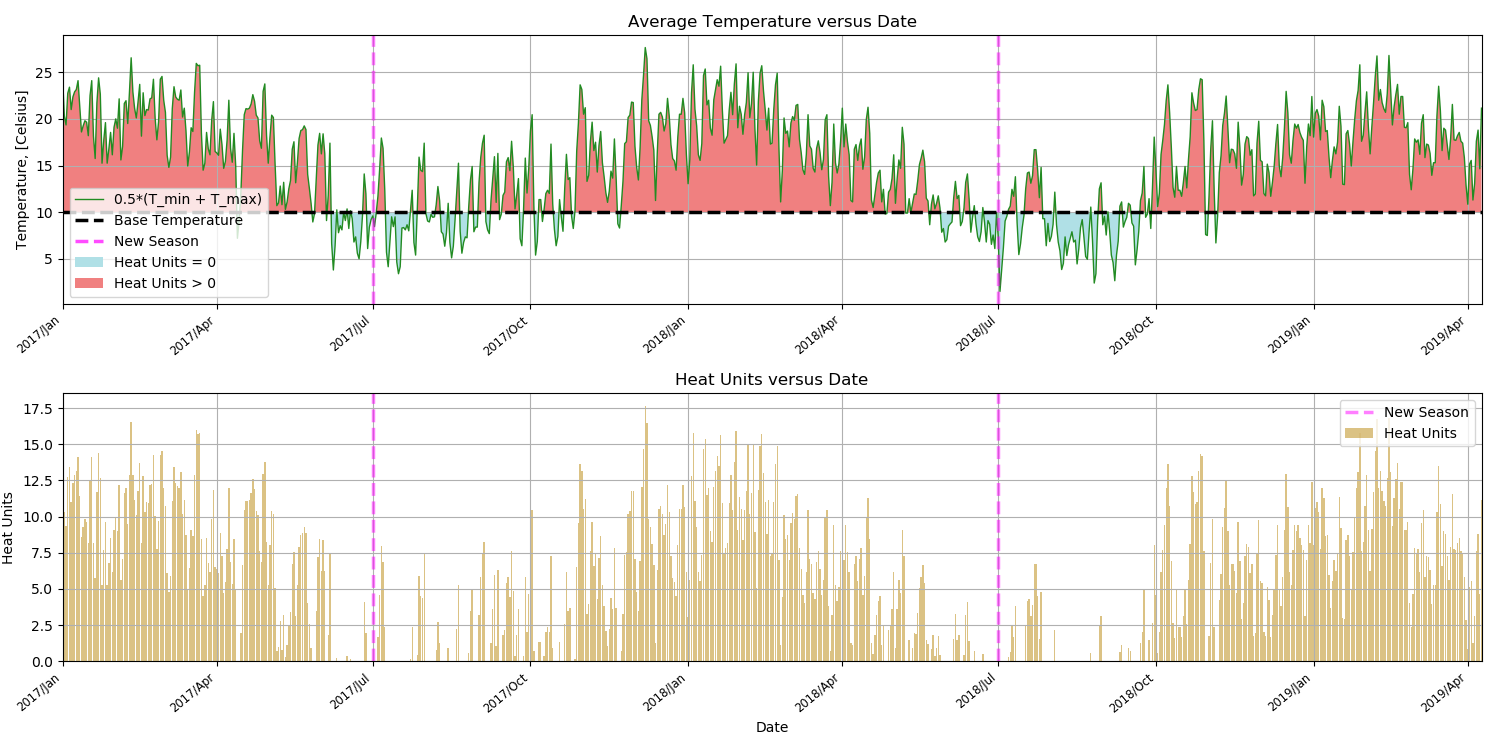 Average Temperature versus Date
Temperature, [Celsius]
25
20
15
10
5
0.5*(T_min + T_max)
Base Temperature
New Season
Heat Units = 0
Heat Units > 0
2017/Jan
2017/Apr
2017/Jul
2017/Oct
2018/Jan
2018/Apr
2018/Jul
2018/Oct
2019/Jan
2019/Apr
Heat Units versus Date
Heat Units
17.5
15.0
12.5
10.0
7.5
5.0
2.5
0.0
New Season
Heat Units
2017/Jan
2017/Apr
2017/Jul
2017/Oct
2018/Jan
2018/Apr
2018/Jul
2018/Oct
2019/Jan
2019/Apr
Date